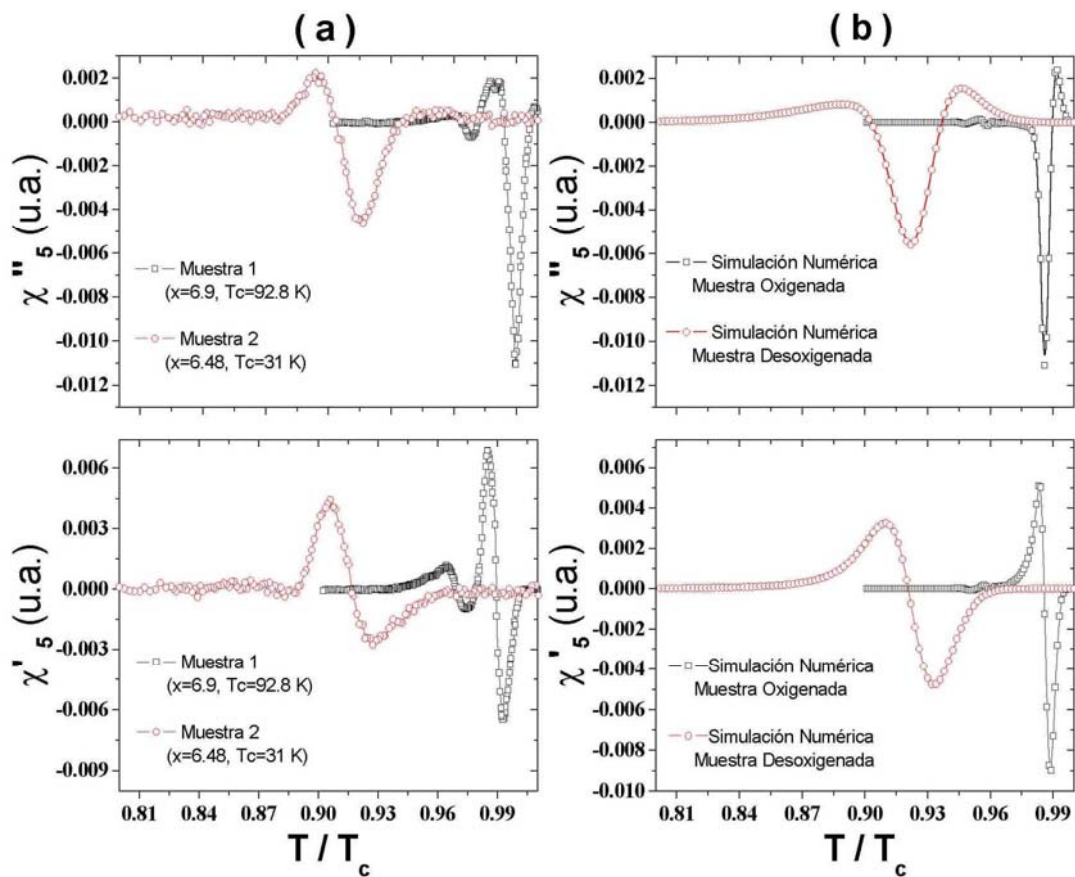 ( a )
0.002
0.000
-0.002
-0.004
-0.006
-0.008
-0.010
-0.012
χ''5 (u.a.)
Muestra 1
(x=6.9, Tc=92.8 K)
Muestra 2
(x=6.48, Tc=31 K)
( b )
0.002
0.000
-0.002
-0.004
-0.006
-0.008
-0.010
-0.012
χ''5 (u.a.)
Simulación Numérica
Muestra Oxigenada
Simulación Numérica
Muestra Desoxigenada
0.006
0.003
0.000
-0.003
-0.006
-0.009
χ'5 (u.a.)
Muestra 1
(x=6.9, Tc=92.8 K)
Muestra 2
(x=6.48, Tc=31 K)
0.81 0.84 0.87 0.90 0.93 0.96 0.99
T / Tc
0.006
0.004
0.002
0.000
-0.002
-0.004
-0.006
-0.008
-0.010
χ'5 (u.a.)
Simulación Numérica
Muestra Oxigenada
Simulación Numérica
Muestra Desoxigenada
0.81 0.84 0.87 0.90 0.93 0.96 0.99
T / Tc